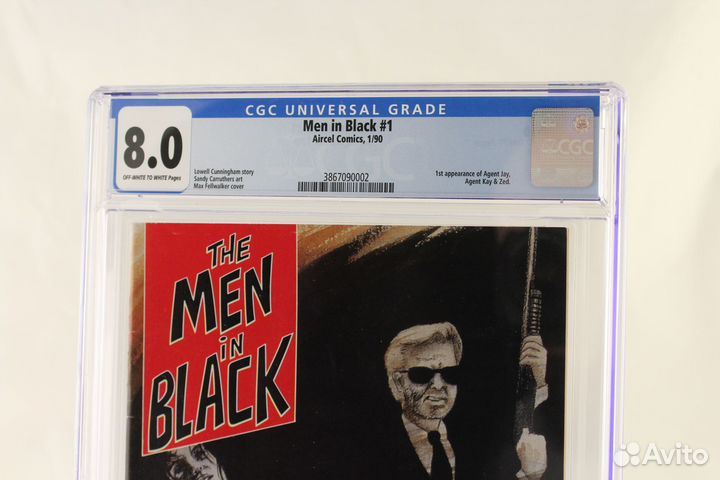 CGC UNIVERSAL GRADE
8.0
OFF-WHITE TO WHITE Pages
Men in Black #1
Aircel Comics, 1/90
Lowell Cunningham story
Sandy Carruthers art
Max Fellwalker cover
3867090002
1st appearance of Agent Jay,
Agent Kay & Zed.
CGC
CGC
THE
MEN
iN
BLACK
Avito